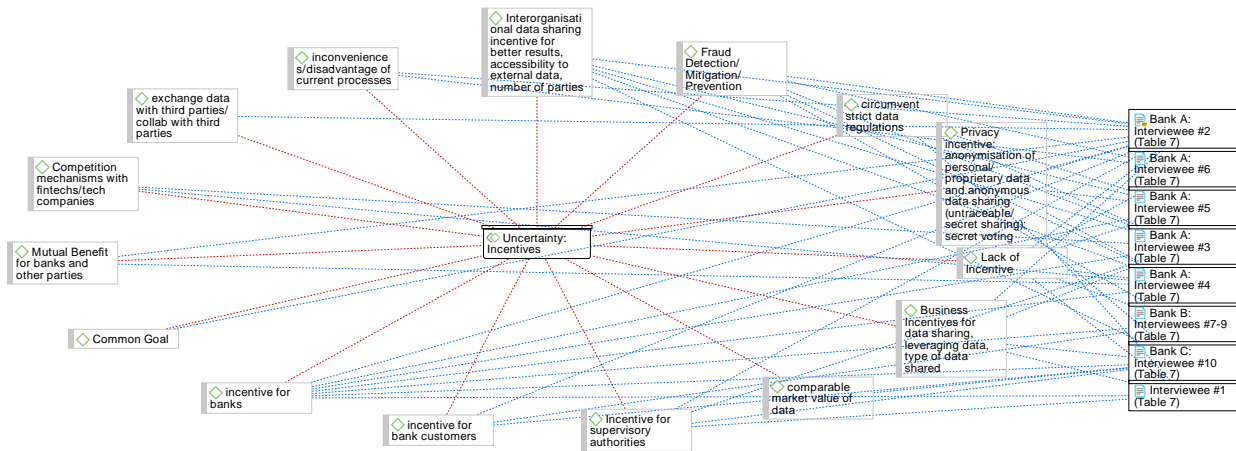 Interorganisati
onal data sharing
incentive for
better results,
accessibility to
external data,
number of parties
inconvenience
s/disadvantage of
current processes
Fraud
Detection/
Mitigation/
Prevention
exchange data
with third parties/
collab with third
parties
circumvent
strict data
regulations
Privacy
incentive:
anonymisation of
personal/
proprietary data
and anonymous
data sharing
(untraceable/
secret sharing)
secret voting
Competition
mechanisms with
fintechs/tech
companies
Uncertainty:
Incentives
Mutual Benefit
for banks and
other parties
Lack of
Incentive
Business
Incentives for
data sharing,
leveraging data,
type of data
shared
Common Goal
incentive for
banks
comparable
market value of
data
incentive for
bank customers
Incentive for
supervisory
authorities
Bank A:
Interviewee #2
(Table 7)
Bank A:
Interviewee #6
(Table 7)
Bank A:
Interviewee #5
(Table 7)
Bank A:
Interviewee #3
(Table 7)
Bank A:
Interviewee #4
(Table 7)
Bank B:
Interviewees #7-9
(Table 7)
Bank C:
Interviewee #10
(Table 7)
Interviewee #1
(Table 7)